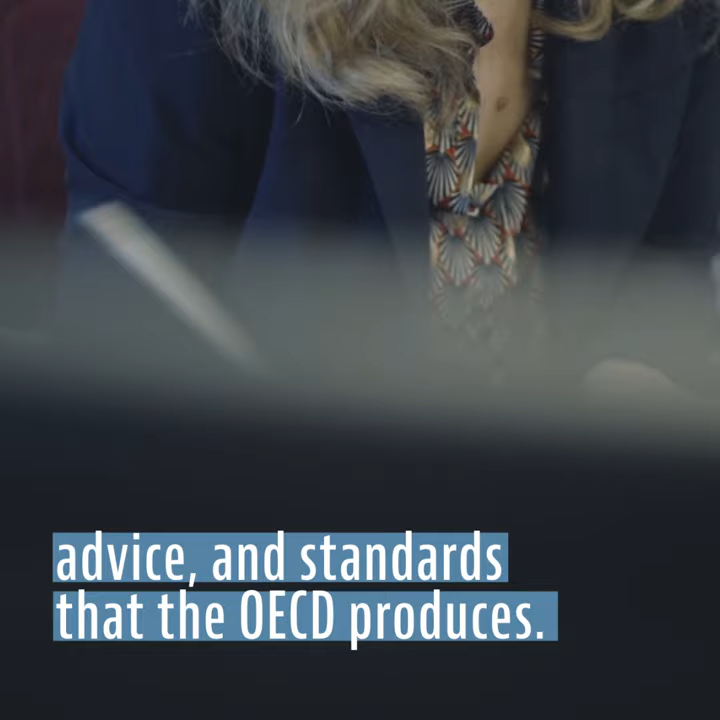 advice, and standards
that the OECD produces.